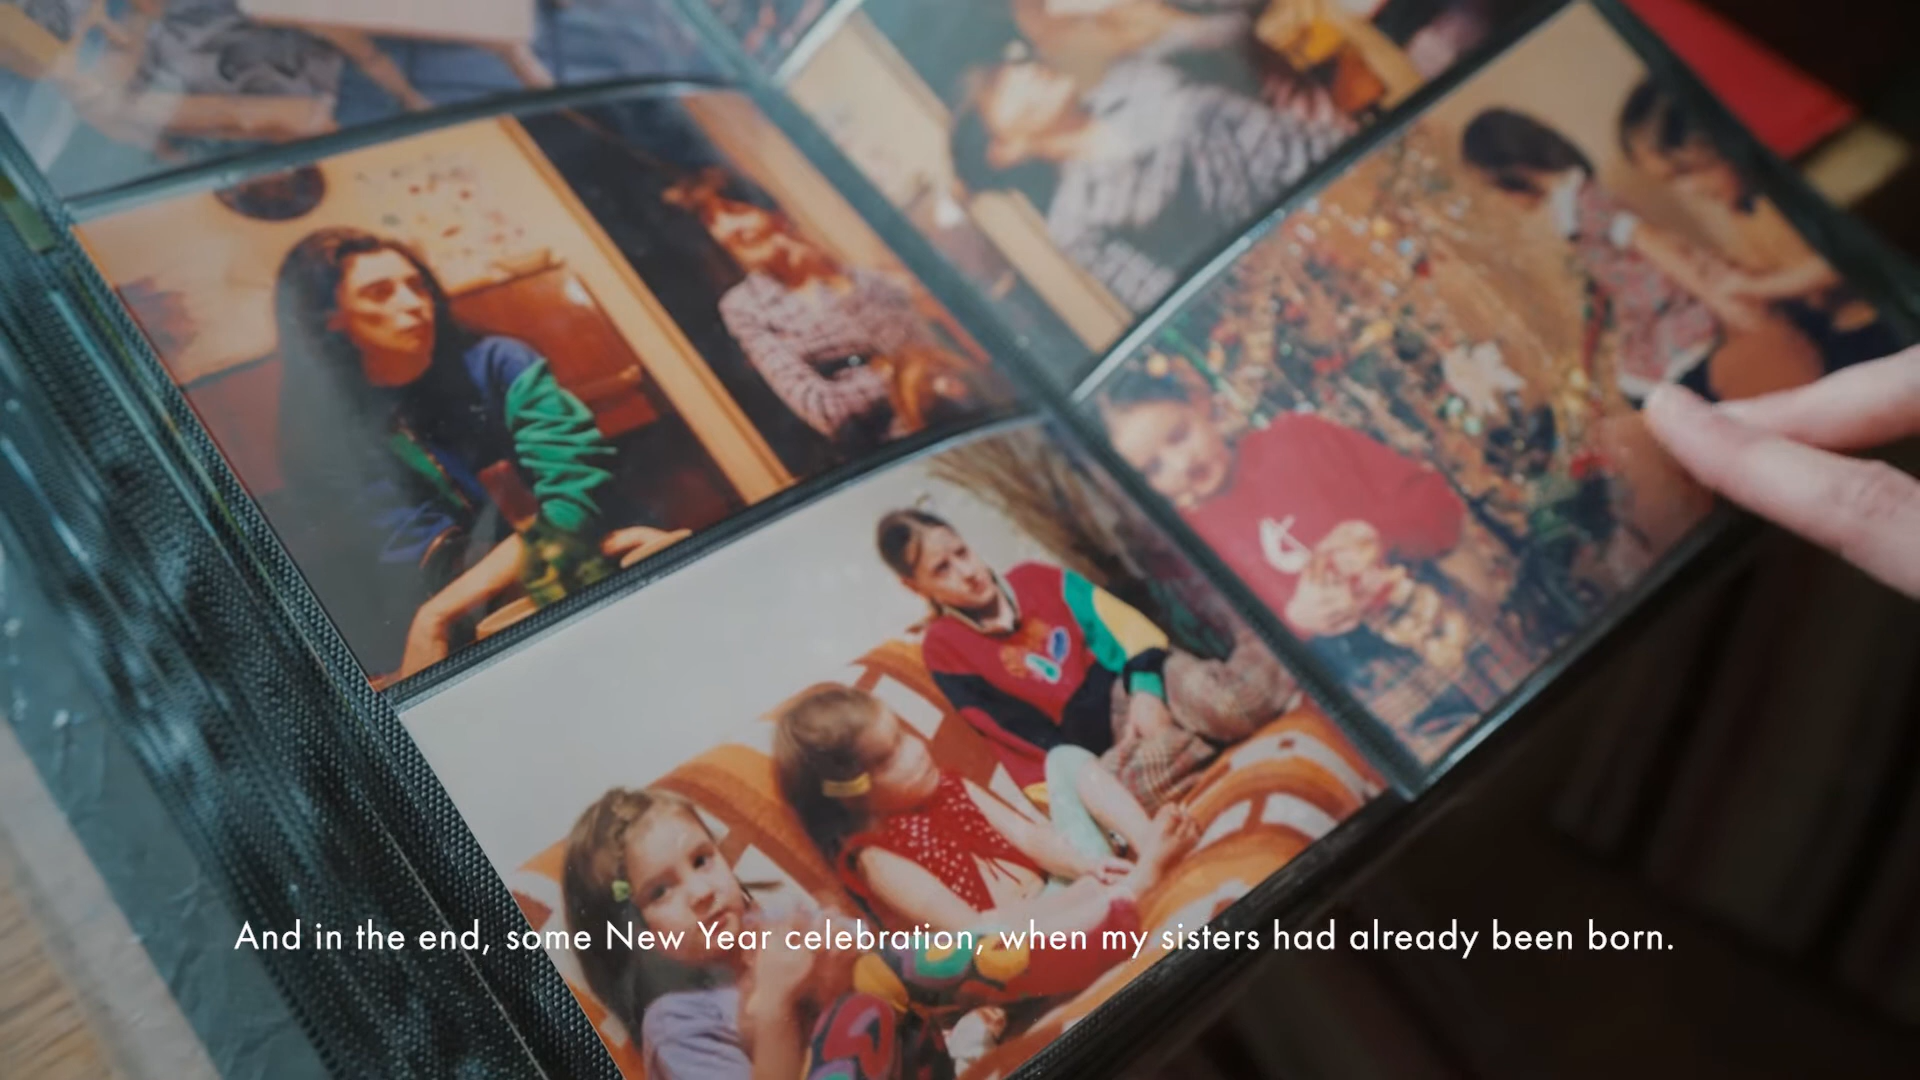 And in the end, some New Year celebration, when my sisters had already been born.